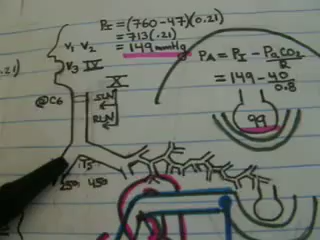 PI = (760-47)(0.21)
= 713(.21)
= 149 mmHg
.21)
V1 V2
V3 IV
X
PA = PI - PaCO2/R
= 149 - 40/0.8
@C6
SLN
RLN
99
T5
25° 45°